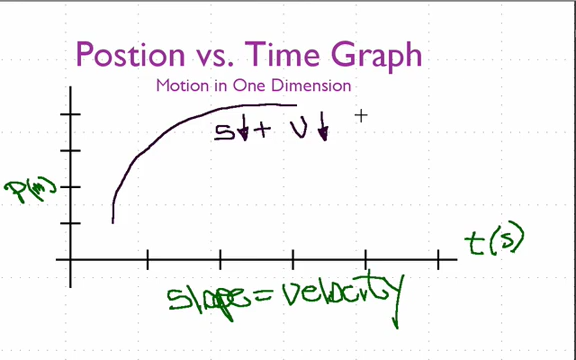 Postion vs. Time Graph
Motion in One Dimension
S↓ + V↓
P(m)
t(s)
slope = velocity